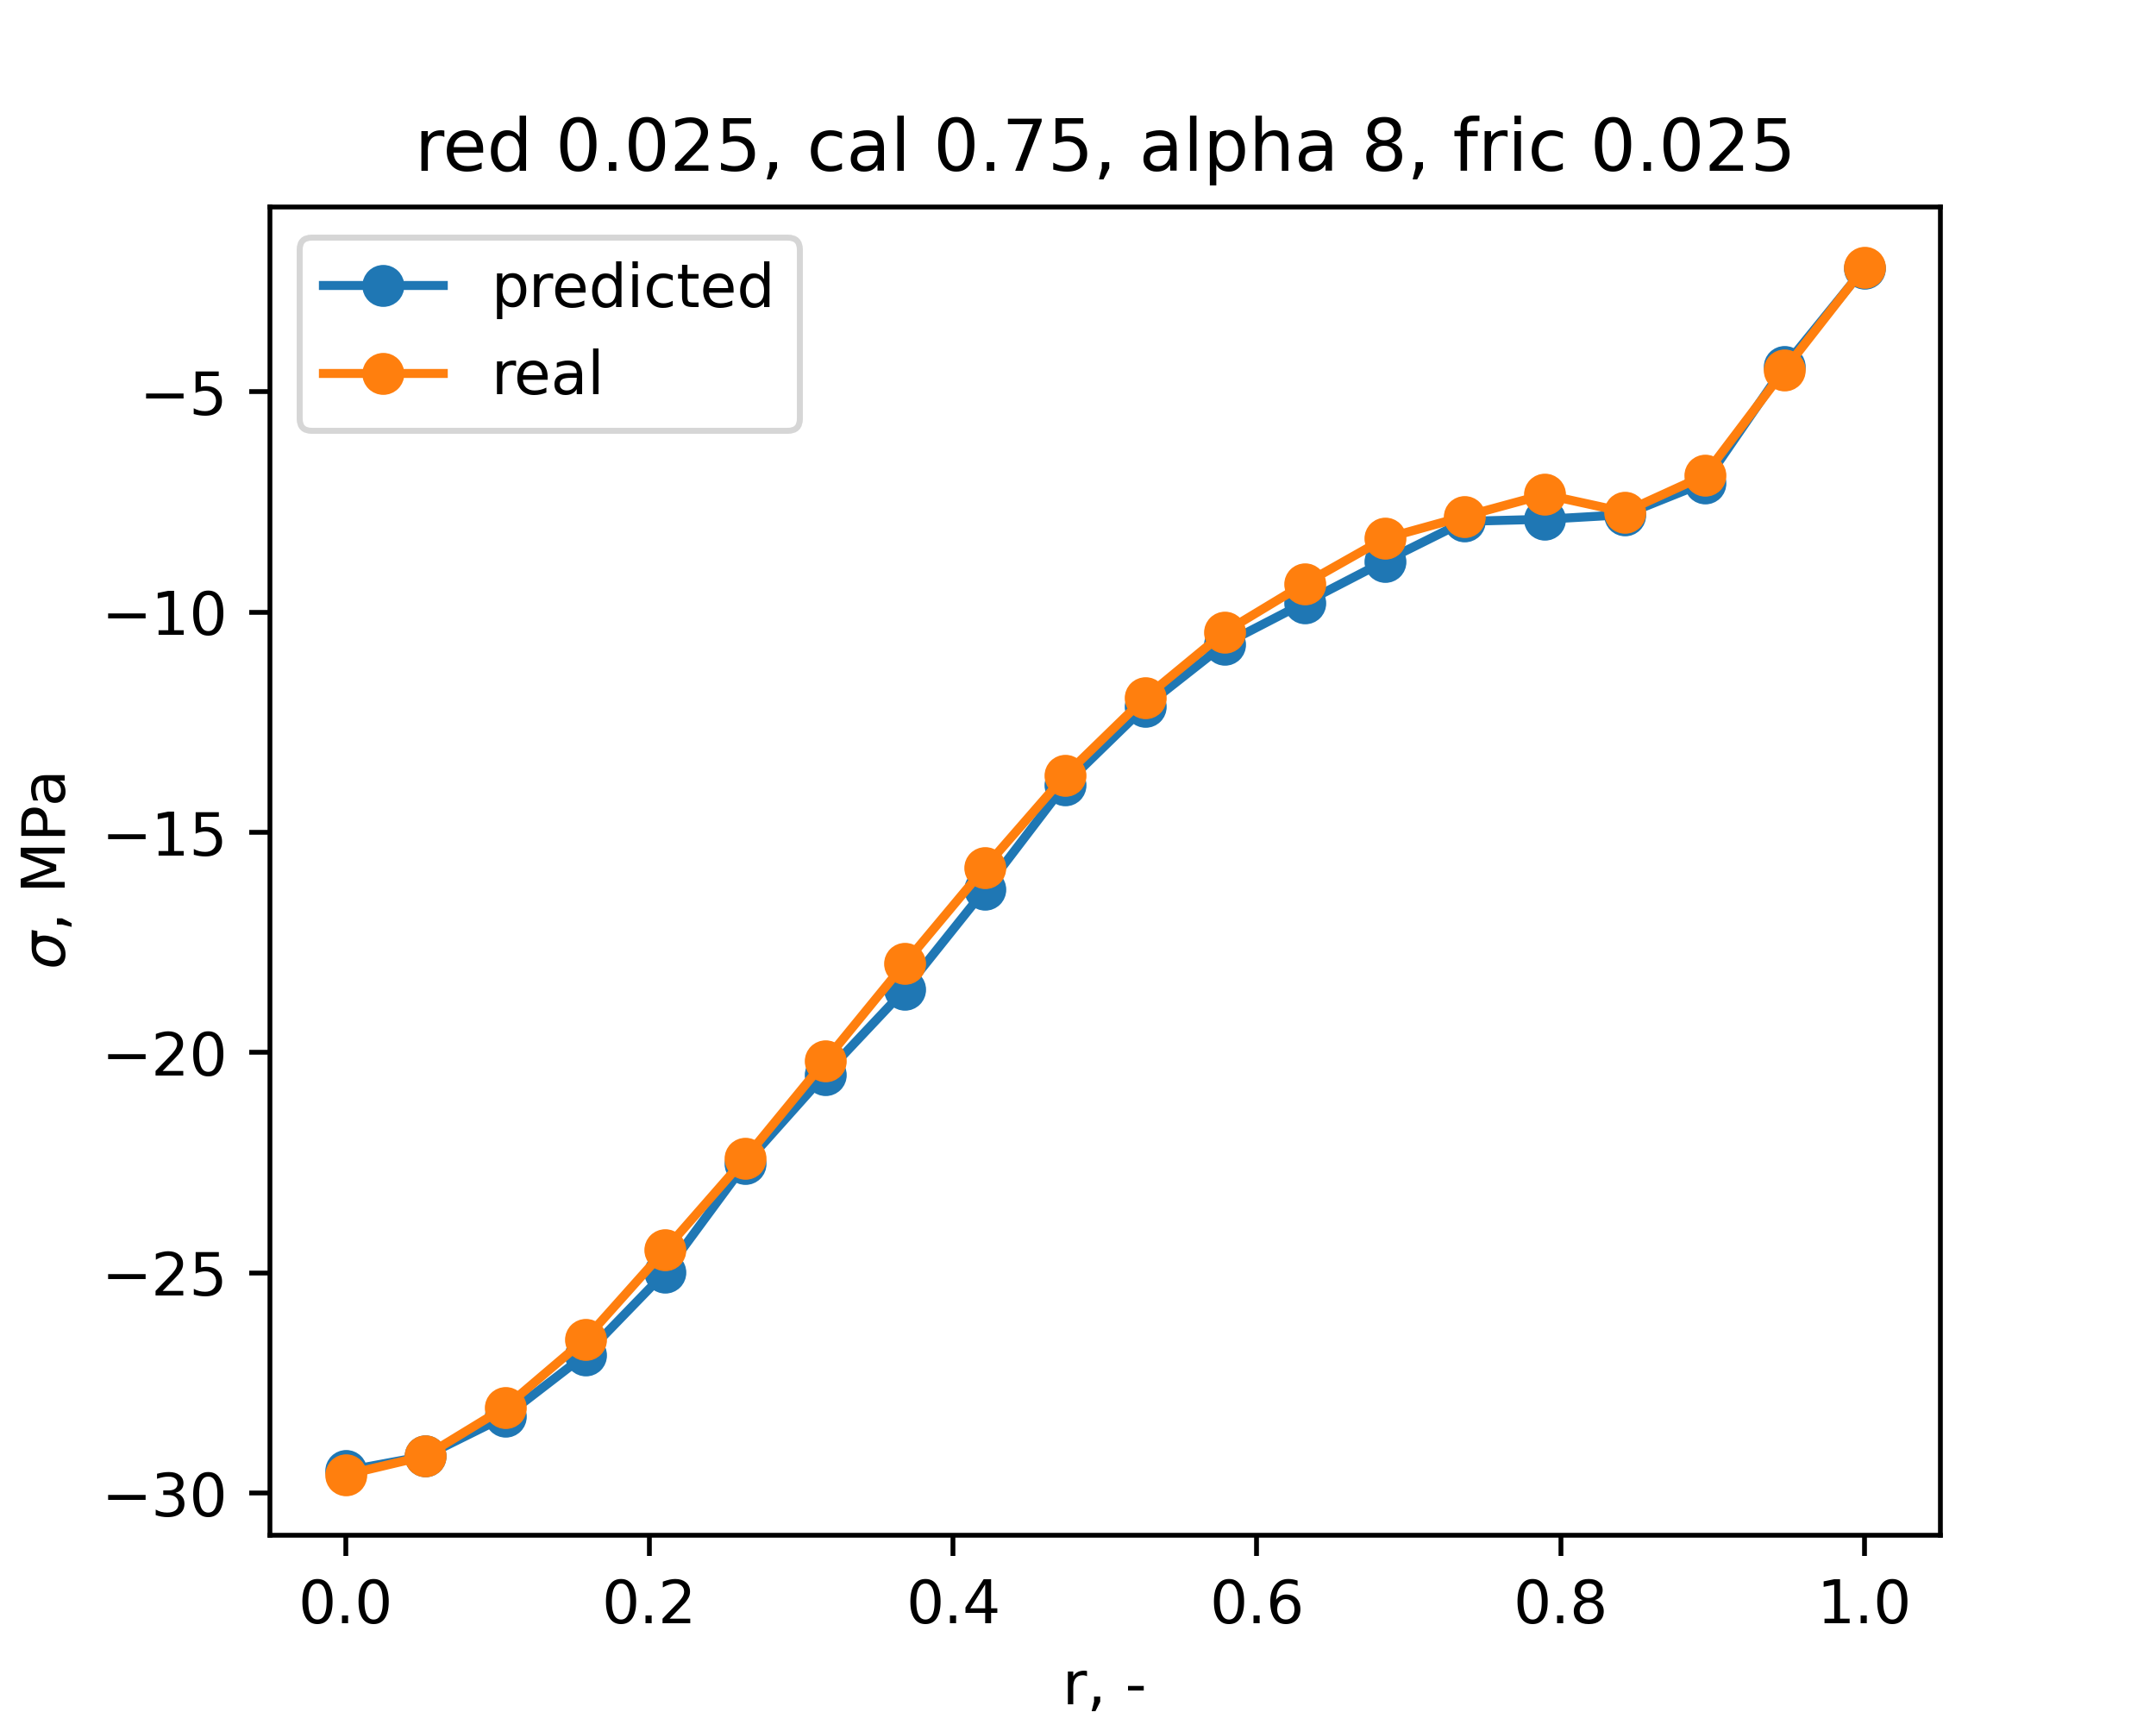 red 0.025, cal 0.75, alpha 8, fric 0.025
predicted
real
σ, MPa
−5
−10
−15
−20
−25
−30
0.0 0.2 0.4 0.6 0.8 1.0
r, -